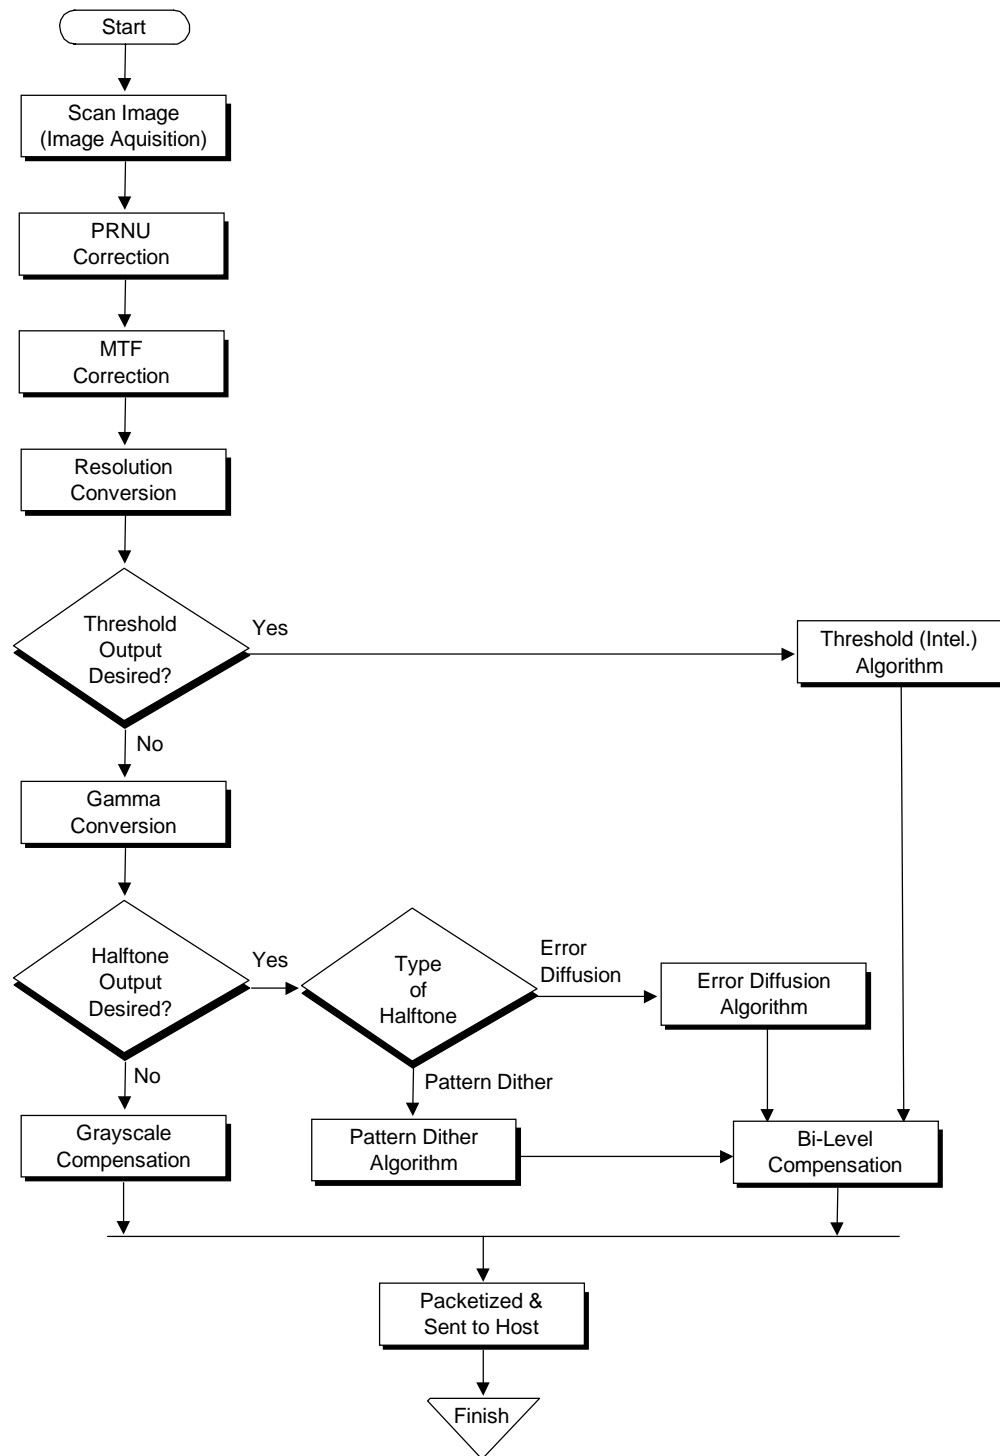 Start
Scan Image
(Image Aquisition)
PRNU
Correction
MTF
Correction
Resolution
Conversion
Threshold
Output
Desired?
Yes
Threshold (Intel.)
Algorithm
No
Gamma
Conversion
Halftone
Output
Desired?
Yes
Type
of
Halftone
Error
Diffusion
Error Diffusion
Algorithm
No
Pattern Dither
Grayscale
Compensation
Pattern Dither
Algorithm
Bi-Level
Compensation
Packetized &
Sent to Host
Finish